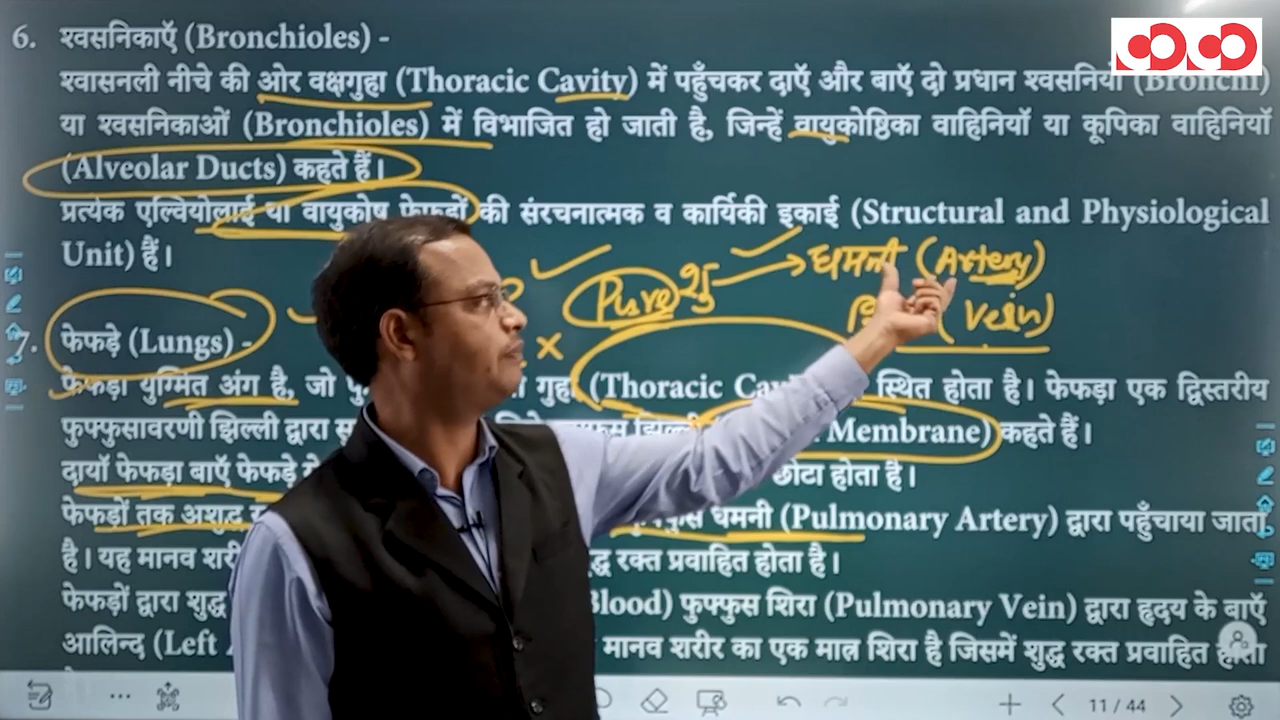 6. श्वसनिकाएँ (Bronchioles) -
श्वासनली नीचे की ओर वक्षगुहा (Thoracic Cavity) में पहुँचकर दाएँ और बाएँ दो प्रधान श्वसनियों (Bronchi)
या श्वसनिकाओं (Bronchioles) में विभाजित हो जाती है, जिन्हें वायुकोष्ठिका वाहिनियाँ या कूपिका वाहिनियाँ
(Alveolar Ducts) कहते हैं।
प्रत्येक एल्वियोलाई या वायुकोष फेफड़ों की संरचनात्मक व कार्यिकी इकाई (Structural and Physiological
Unit) हैं।
Pure शु → धमनी (Artery)
(Vein)
7. फेफड़े (Lungs) -
फेफड़ा युग्मित अंग है, जो गुहा (Thoracic स्थित होता है। फेफड़ा एक द्विस्तरीय
फुफ्फुसावरणी झिल्ली द्वारा Membrane) कहते हैं।
दायाँ फेफड़ा बाएँ फेफड़े छोटा होता है।
फेफड़ों तक अशुद्ध धमनी (Pulmonary Artery) द्वारा पहुँचाया जाता
है। यह मानव रक्त प्रवाहित होता है।
फेफड़ों द्वारा शुद्ध Blood) फुफ्फुस शिरा (Pulmonary Vein) द्वारा हृदय के बाएँ
आलिन्द (Left मानव शरीर का एक मात्र शिरा है जिसमें शुद्ध रक्त प्रवाहित होता
11 / 44